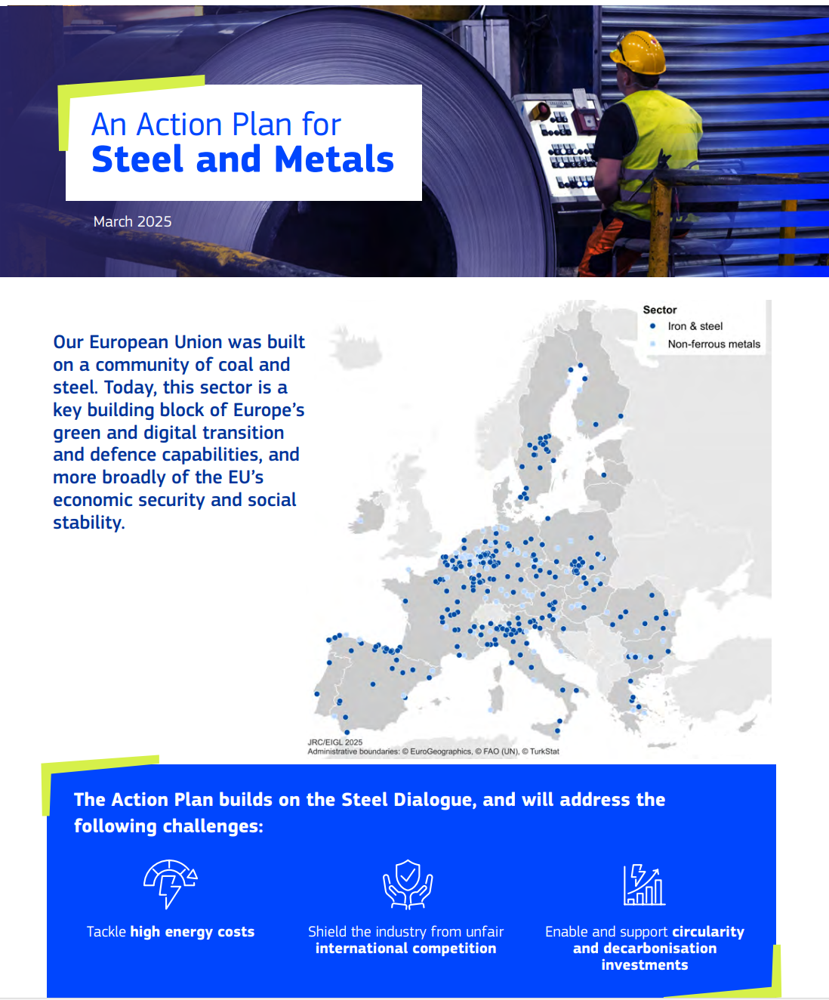 An Action Plan for
Steel and Metals
March 2025
Our European Union was built
on a community of coal and
steel. Today, this sector is a
key building block of Europe's
green and digital transition
and defence capabilities, and
more broadly of the EU's
economic security and social
stability.
Sector
Iron & steel
Non-ferrous metals
JRC/EIGL 2025
Administrative boundaries: © EuroGeographics, © FAO (UN), © TurkStat
The Action Plan builds on the Steel Dialogue, and will address the
following challenges:
Tackle high energy costs
Shield the industry from unfair
international competition
Enable and support circularity
and decarbonisation
investments